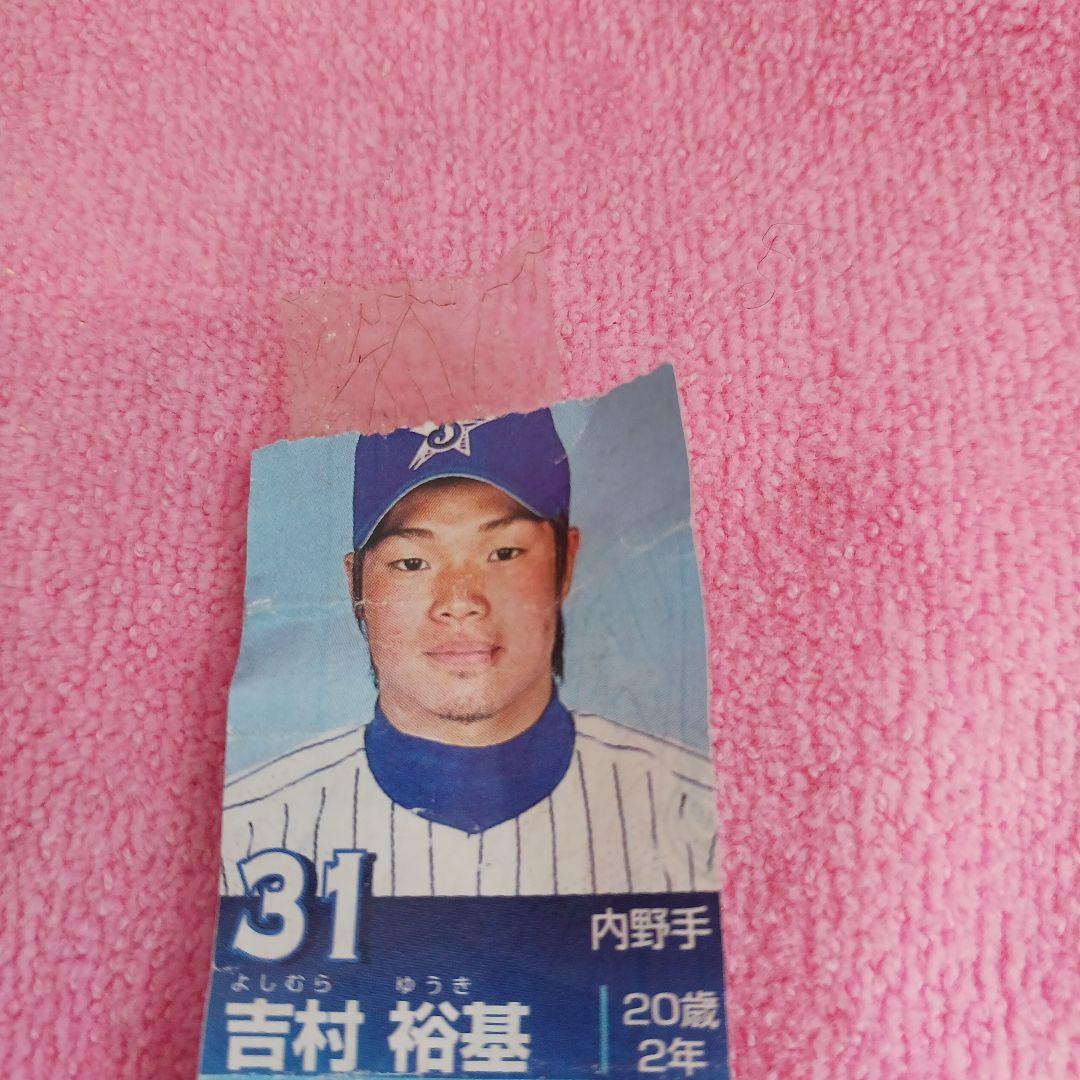 31
内野手
よしむら ゆうき
吉村 裕基
20歳
2年